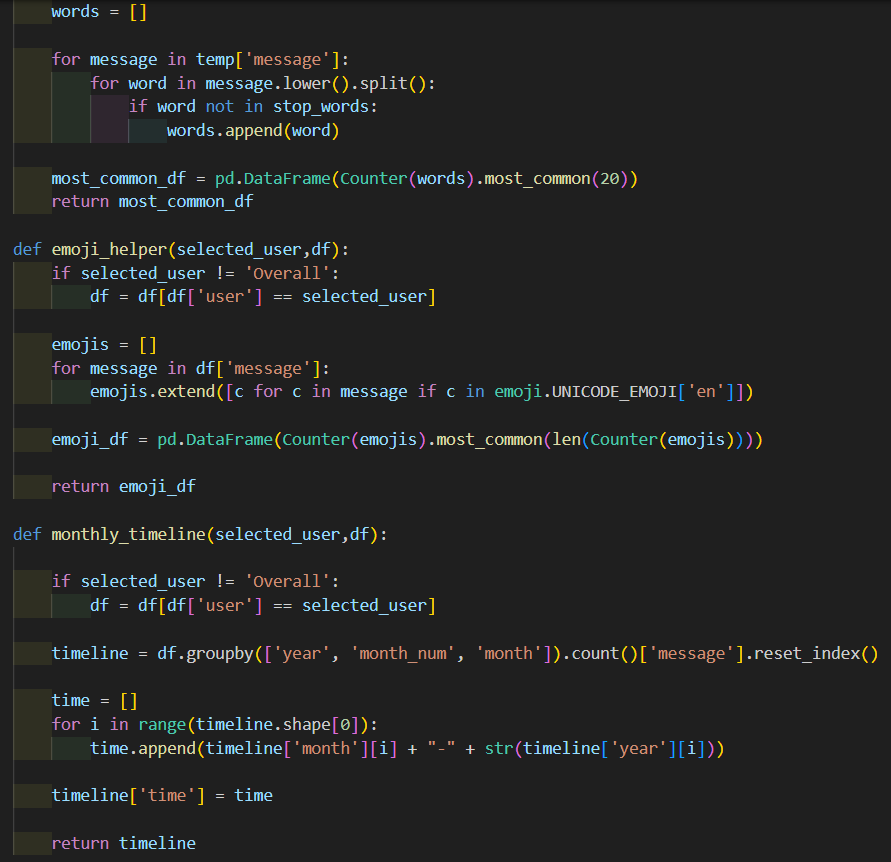 words = []
for message in temp['message']:
for word in message.lower().split():
if word not in stop_words:
words.append(word)
most_common_df = pd.DataFrame(Counter(words).most_common(20))
return most_common_df
def emoji_helper(selected_user,df):
if selected_user != 'Overall':
df = df[df['user'] == selected_user]
emojis = []
for message in df['message']:
emojis.extend([c for c in message if c in emoji.UNICODE_EMOJI['en']])
emoji_df = pd.DataFrame(Counter(emojis).most_common(len(Counter(emojis))))
return emoji_df
def monthly_timeline(selected_user,df):
if selected_user != 'Overall':
df = df[df['user'] == selected_user]
timeline = df.groupby(['year', 'month_num', 'month']).count()['message'].reset_index()
time = []
for i in range(timeline.shape[0]):
time.append(timeline['month'][i] + "-" + str(timeline['year'][i]))
timeline['time'] = time
return timeline